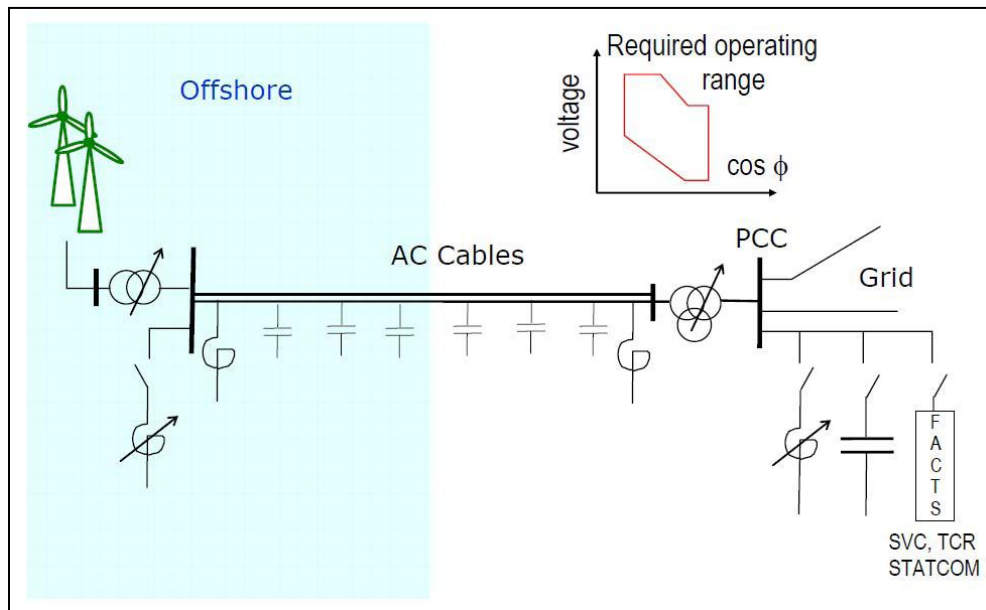 Offshore
Required operating
range
voltage
cos ϕ
AC Cables
PCC
Grid
F
A
C
T
S
SVC, TCR
STATCOM